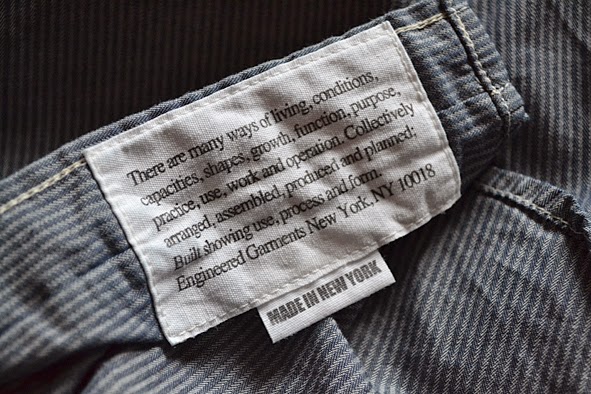 There are many ways of living, conditions,
capacities, shapes, growth, function, purpose,
practice, use, work and operation. Collectively
arranged, assembled, produced and planned:
Built showing use, process and form.
Engineered Garments New York, NY 10018
MADE IN NEW YORK